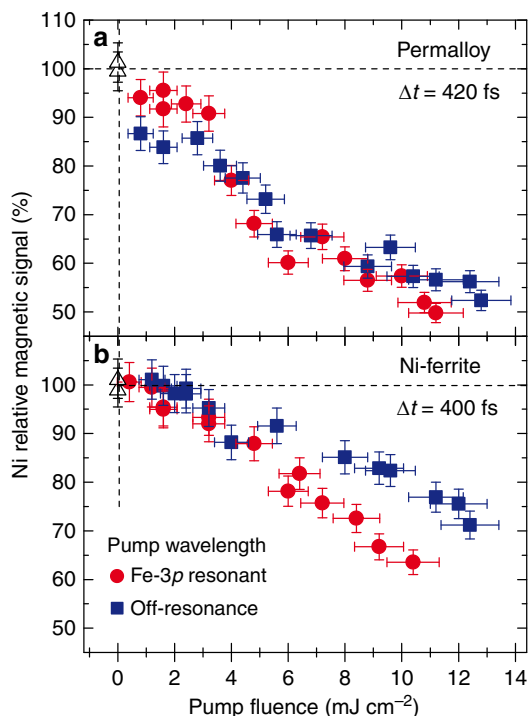 a
Permalloy
Δt = 420 fs
100
90
80
70
60
50
Ni relative magnetic signal (%)
b
Ni-ferrite
Δt = 400 fs
100
90
80
70
60
50
Pump wavelength
Fe-3p resonant
Off-resonance
0 2 4 6 8 10 12 14
Pump fluence (mJ cm⁻²)